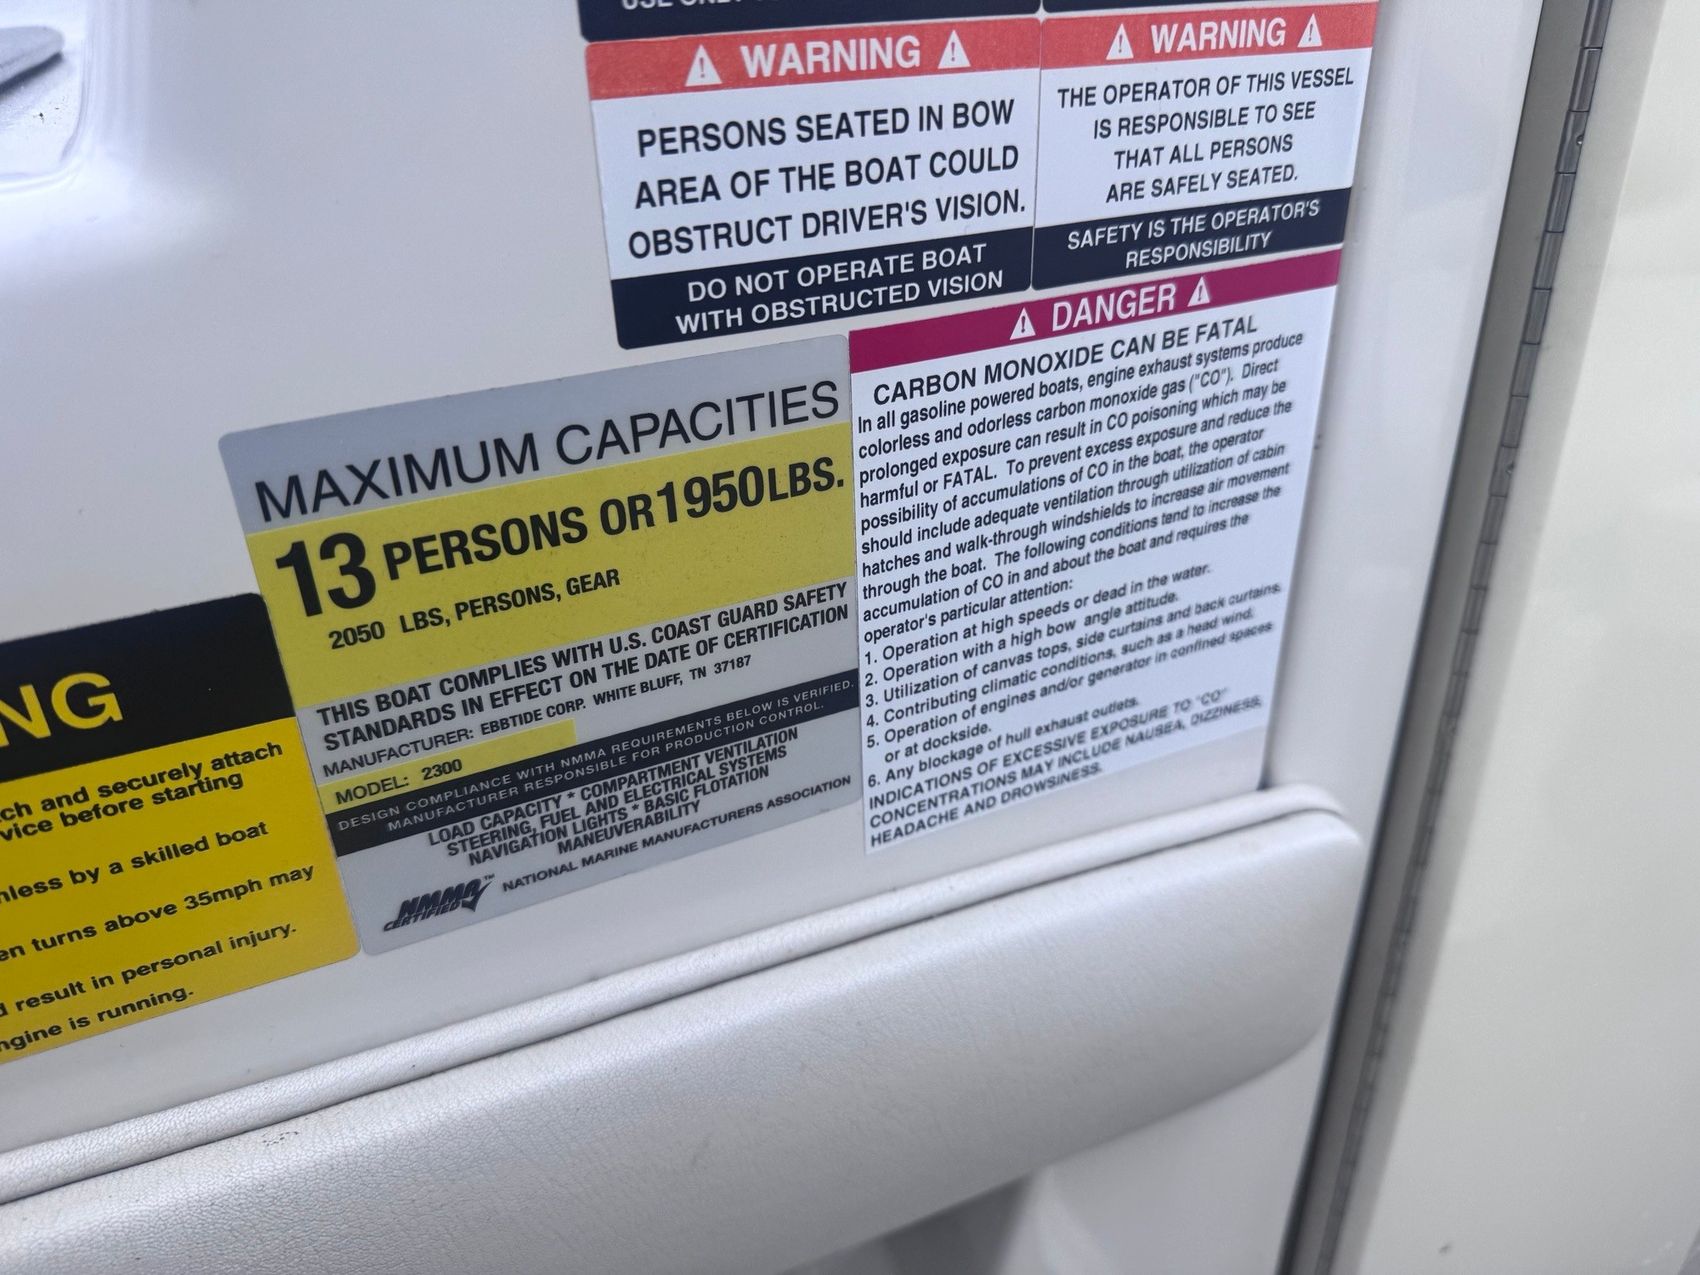 USE ONLY
⚠ WARNING ⚠
PERSONS SEATED IN BOW
AREA OF THE BOAT COULD
OBSTRUCT DRIVER'S VISION.
DO NOT OPERATE BOAT
WITH OBSTRUCTED VISION
⚠ WARNING ⚠
THE OPERATOR OF THIS VESSEL
IS RESPONSIBLE TO SEE
THAT ALL PERSONS
ARE SAFELY SEATED.
SAFETY IS THE OPERATOR'S
RESPONSIBILITY
MAXIMUM CAPACITIES
13 PERSONS OR 1950 LBS.
2050 LBS, PERSONS, GEAR
THIS BOAT COMPLIES WITH U.S. COAST GUARD SAFETY
STANDARDS IN EFFECT ON THE DATE OF CERTIFICATION
MANUFACTURER: EBBTIDE CORP. WHITE BLUFF, TN 37187
MODEL: 2300
DESIGN COMPLIANCE WITH NMMA REQUIREMENTS BELOW IS VERIFIED.
MANUFACTURER RESPONSIBLE FOR PRODUCTION CONTROL.
LOAD CAPACITY * COMPARTMENT VENTILATION
STEERING, FUEL AND ELECTRICAL SYSTEMS
NAVIGATION LIGHTS * BASIC FLOTATION
MANEUVERABILITY
NMMA™ CERTIFIED
NATIONAL MARINE MANUFACTURERS ASSOCIATION
⚠ DANGER ⚠
CARBON MONOXIDE CAN BE FATAL
In all gasoline powered boats, engine exhaust systems produce
colorless and odorless carbon monoxide gas ("CO"). Direct
prolonged exposure can result in CO poisoning which may be
harmful or FATAL. To prevent excess exposure and reduce the
possibility of accumulations of CO in the boat, the operator
should include adequate ventilation through utilization of cabin
hatches and walk-through windshields to increase air movement
through the boat. The following conditions tend to increase the
accumulation of CO in and about the boat and requires the
operator's particular attention:
1. Operation at high speeds or dead in the water.
2. Operation with a high bow angle attitude.
3. Utilization of canvas tops, side curtains and back curtains.
4. Contributing climatic conditions, such as a head wind.
5. Operation of engines and/or generator in confined spaces
or at dockside.
6. Any blockage of hull exhaust outlets.
INDICATIONS OF EXCESSIVE EXPOSURE TO "CO"
CONCENTRATIONS MAY INCLUDE NAUSEA, DIZZINESS,
HEADACHE AND DROWSINESS.
NG
ch and securely attach
vice before starting
nless by a skilled boat
en turns above 35mph may
d result in personal injury.
ngine is running.